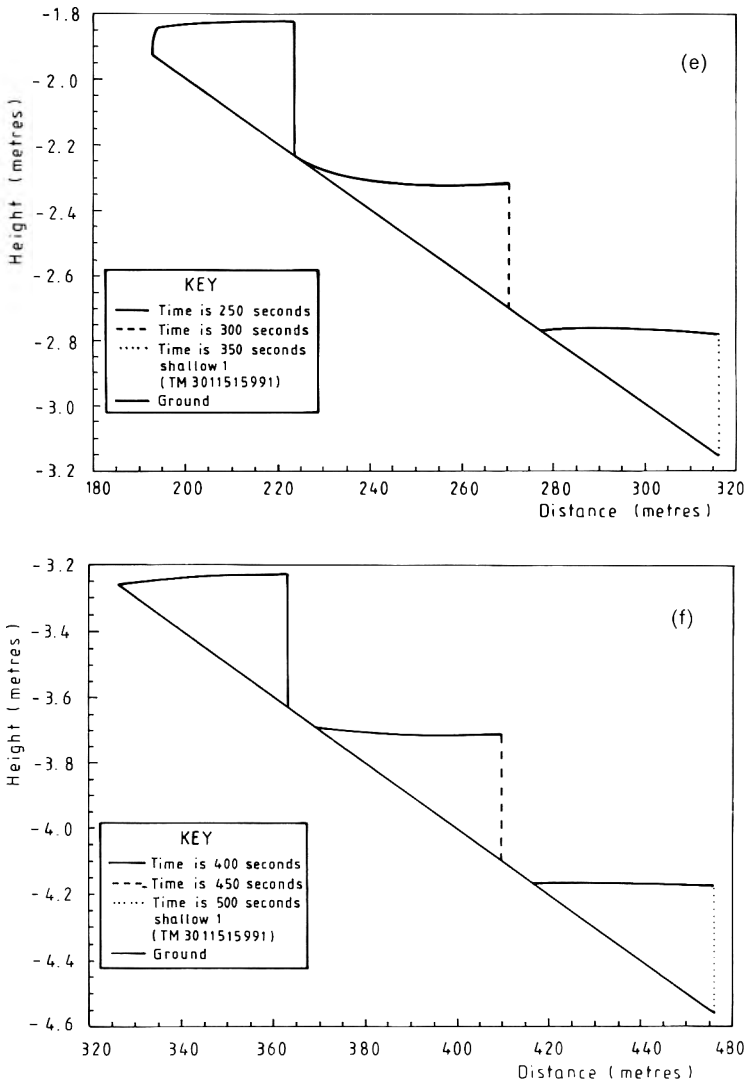 (e)
Height (metres)
-1.8
-2.0
-2.2
-2.4
-2.6
-2.8
-3.0
-3.2
KEY
Time is 250 seconds
Time is 300 seconds
Time is 350 seconds
shallow 1
(TM3011515991)
Ground
180 200 220 240 260 280 300 320
Distance (metres)
(f)
Height (metres)
-3.2
-3.4
-3.6
-3.8
-4.0
-4.2
-4.4
-4.6
KEY
Time is 400 seconds
Time is 450 seconds
Time is 500 seconds
shallow 1
(TM3011515991)
Ground
320 340 360 380 400 420 440 460 480
Distance (metres)